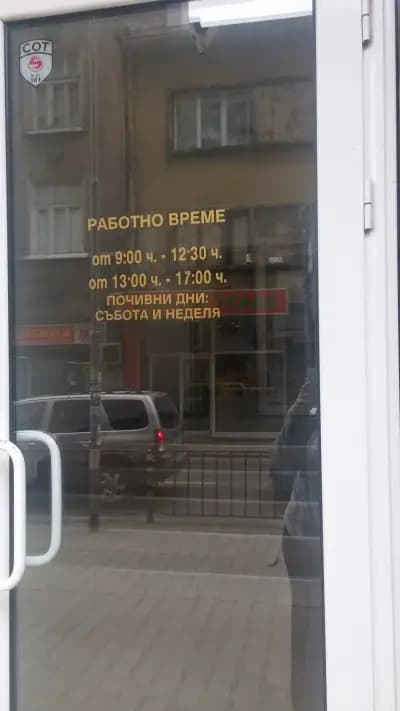 СОТ
РАБОТНО ВРЕМЕ
от 9:00 ч. - 12:30 ч.
от 13:00 ч. - 17:00 ч.
ПОЧИВНИ ДНИ:
СЪБОТА И НЕДЕЛЯ